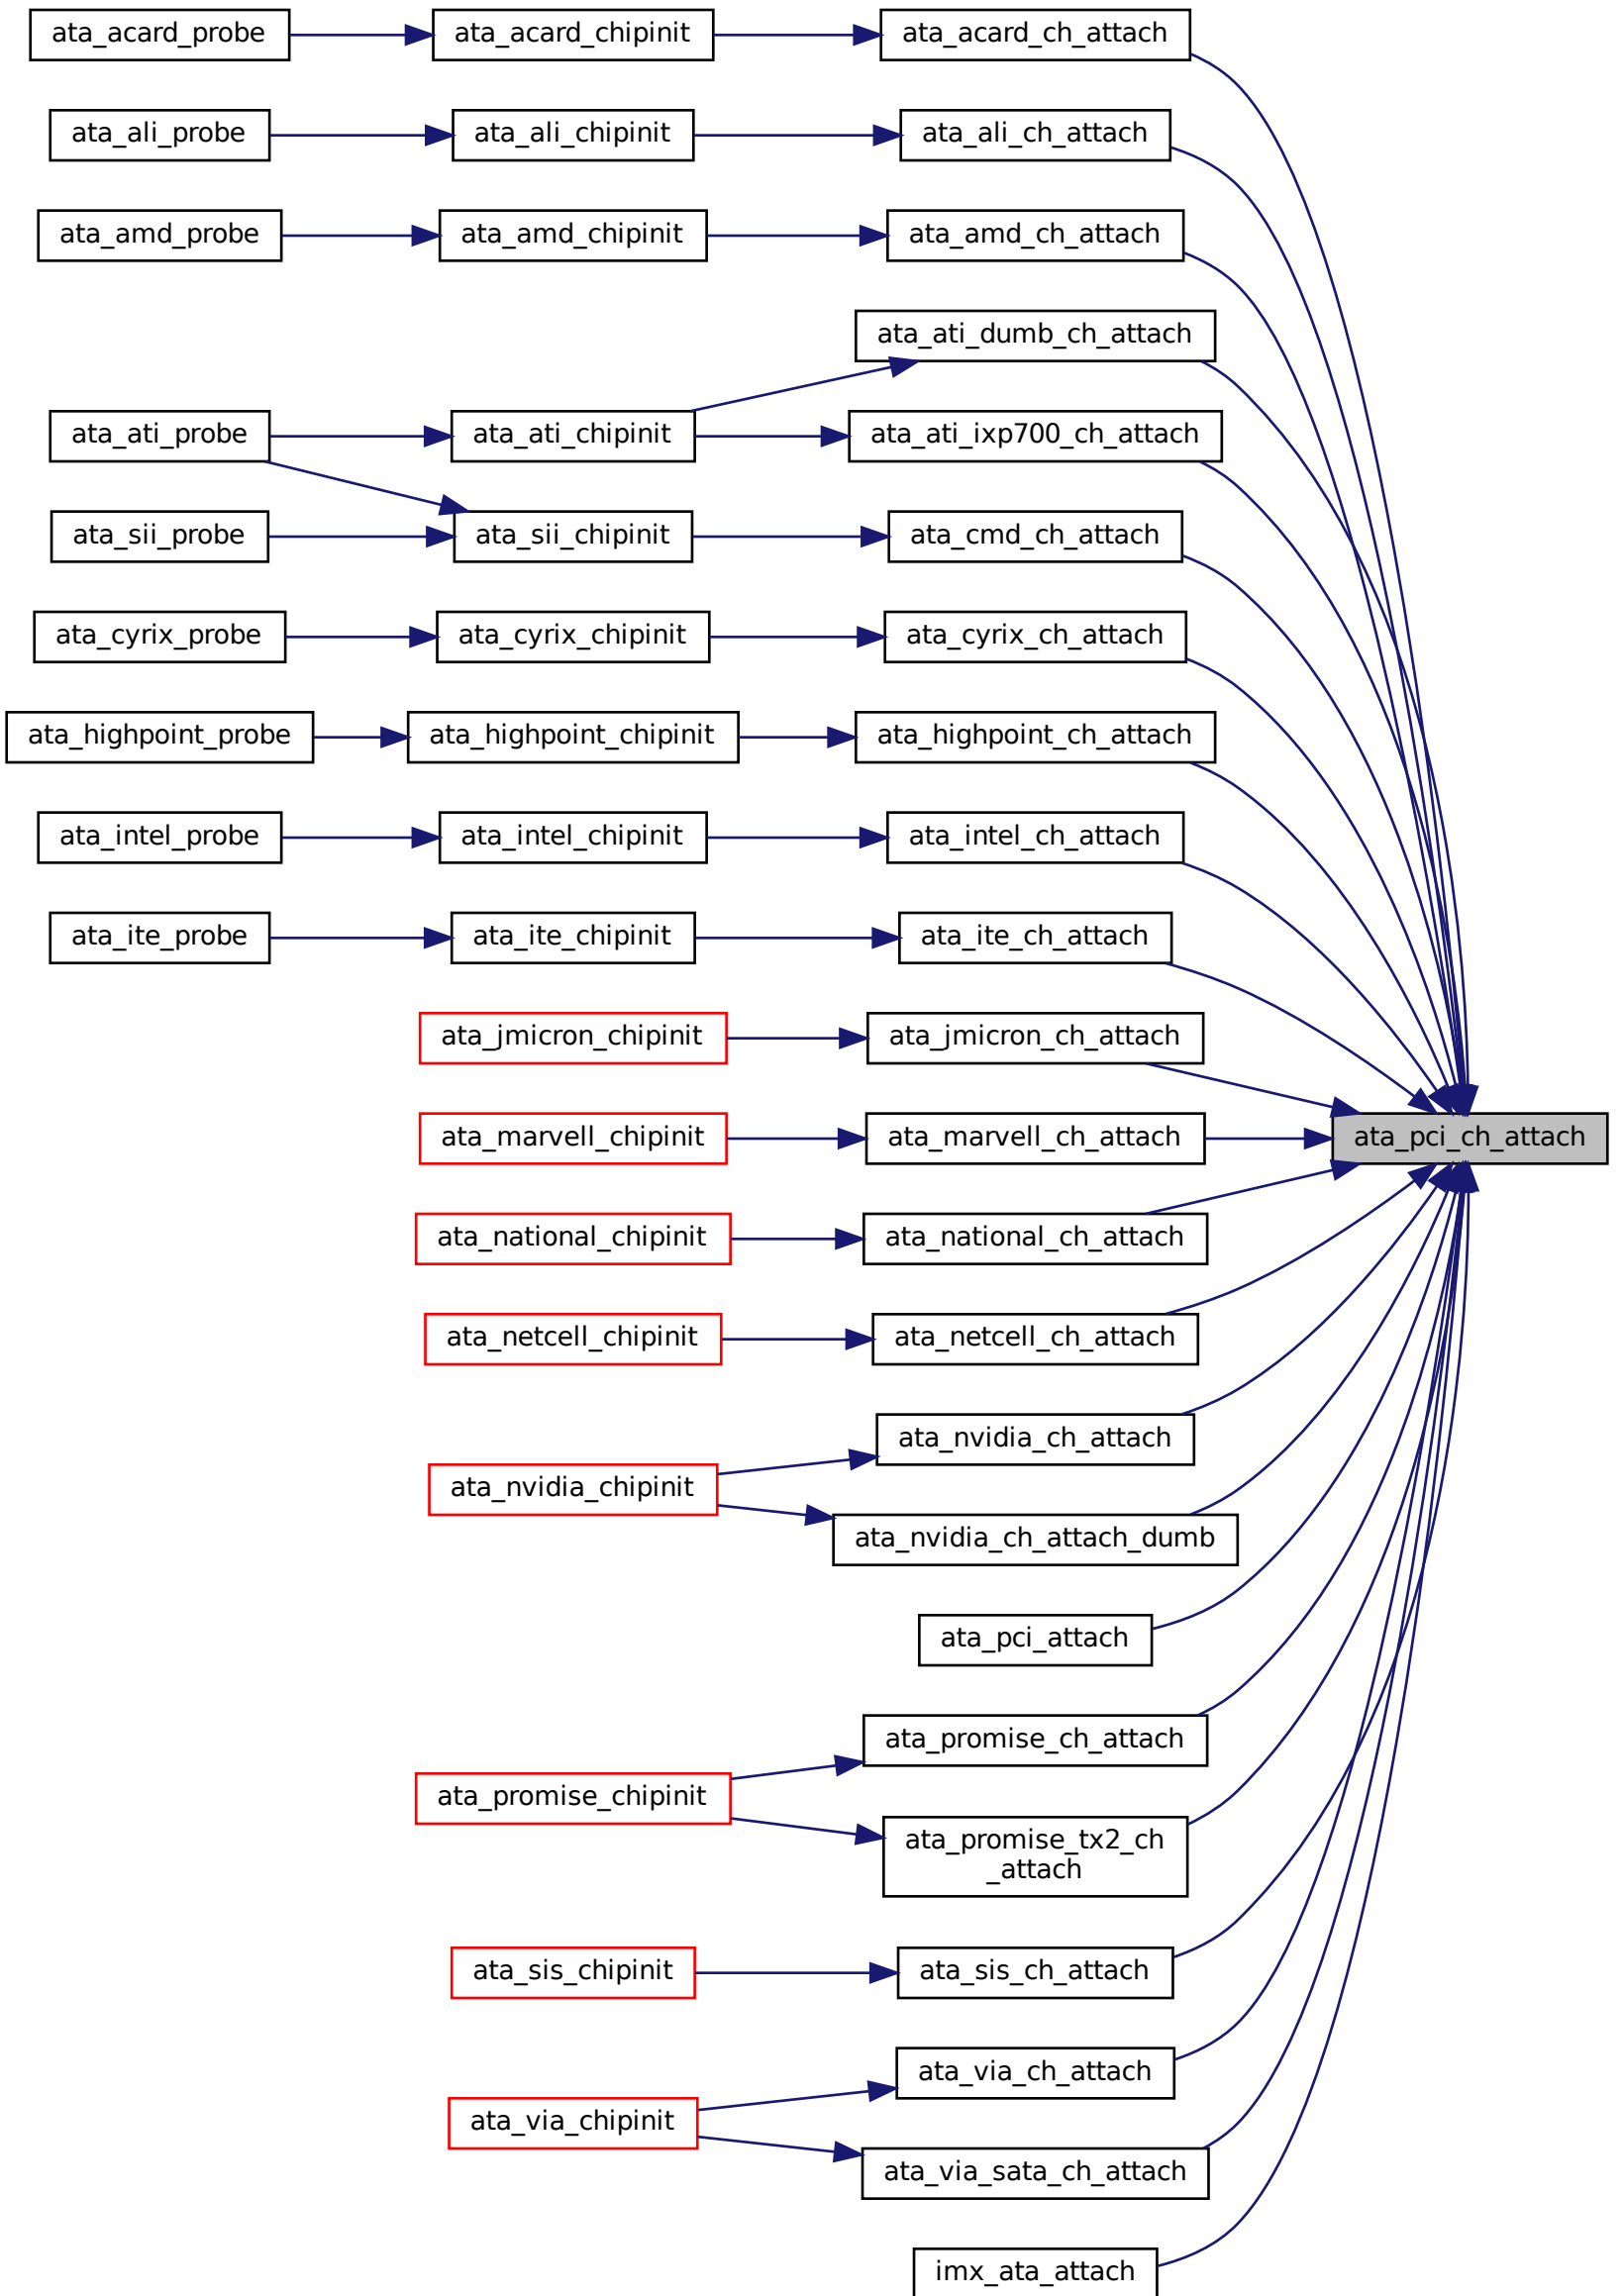 ata_acard_probe
ata_acard_chipinit
ata_acard_ch_attach
ata_ali_probe
ata_ali_chipinit
ata_ali_ch_attach
ata_amd_probe
ata_amd_chipinit
ata_amd_ch_attach
ata_ati_dumb_ch_attach
ata_ati_probe
ata_ati_chipinit
ata_ati_ixp700_ch_attach
ata_sii_probe
ata_sii_chipinit
ata_cmd_ch_attach
ata_cyrix_probe
ata_cyrix_chipinit
ata_cyrix_ch_attach
ata_highpoint_probe
ata_highpoint_chipinit
ata_highpoint_ch_attach
ata_intel_probe
ata_intel_chipinit
ata_intel_ch_attach
ata_ite_probe
ata_ite_chipinit
ata_ite_ch_attach
ata_jmicron_chipinit
ata_jmicron_ch_attach
ata_marvell_chipinit
ata_marvell_ch_attach
ata_pci_ch_attach
ata_national_chipinit
ata_national_ch_attach
ata_netcell_chipinit
ata_netcell_ch_attach
ata_nvidia_ch_attach
ata_nvidia_chipinit
ata_nvidia_ch_attach_dumb
ata_pci_attach
ata_promise_ch_attach
ata_promise_chipinit
ata_promise_tx2_ch
_attach
ata_sis_chipinit
ata_sis_ch_attach
ata_via_ch_attach
ata_via_chipinit
ata_via_sata_ch_attach
imx_ata_attach